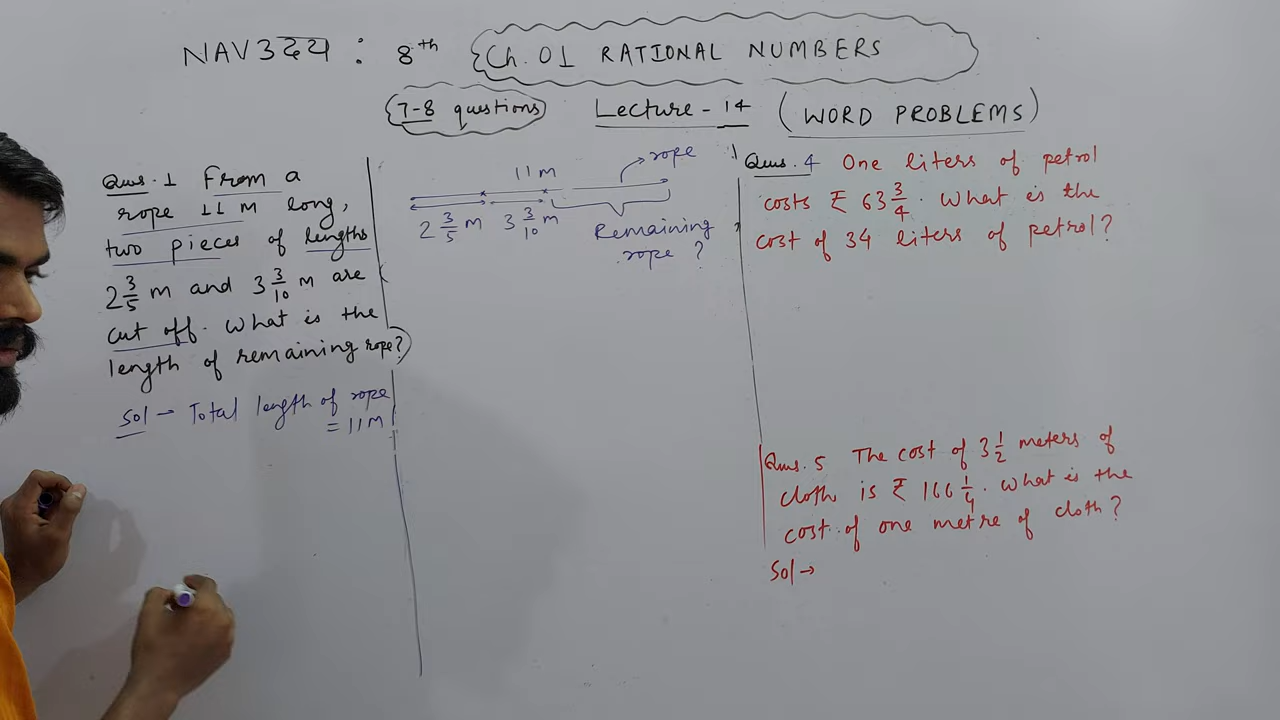 NAV3221 : 8th Ch. 01 RATIONAL NUMBERS
7-8 questions Lecture - 14 (WORD PROBLEMS)
Qus. 1 From a
rope 11 M long,
two pieces of lengths
2 3/5 m and 3 3/10 m are
cut off. What is the
length of remaining rope?
Sol → Total length of rope
= 11M
11 M
rope
2 3/5 M 3 3/10 M
Remaining
rope ?
Qus. 4 One liters of petrol
costs ₹ 63 3/4. What is the
cost of 34 liters of petrol?
Qus. 5 The cost of 3 1/2 meters of
cloth is ₹ 166 1/4. What is the
cost of one metre of cloth?
Sol →